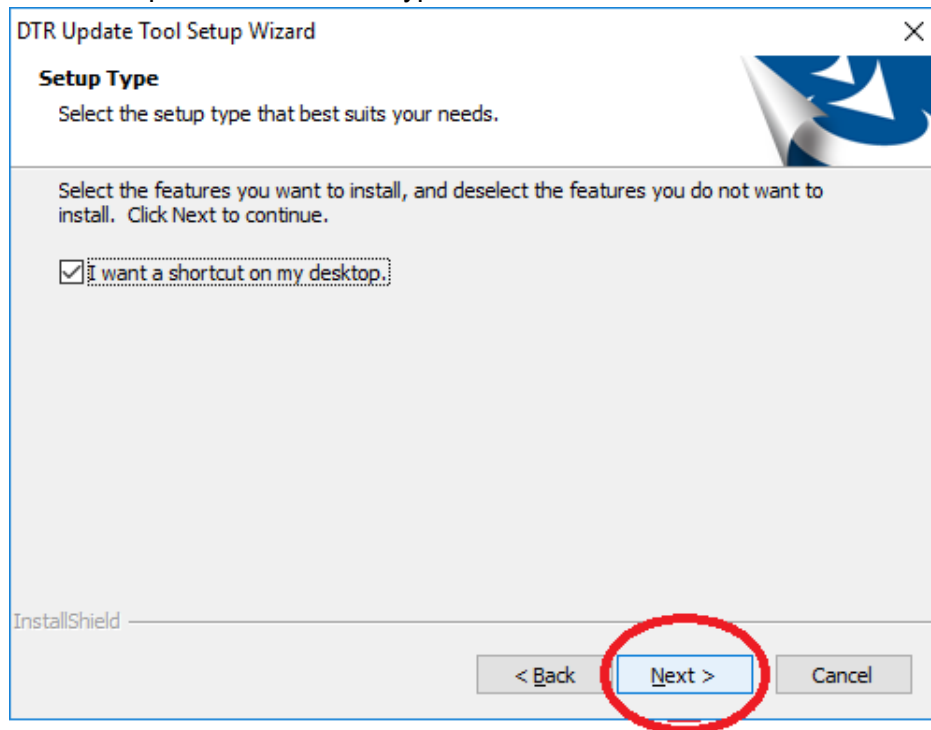 DTR Update Tool Setup Wizard
Setup Type
Select the setup type that best suits your needs.
Select the features you want to install, and deselect the features you do not want to
install. Click Next to continue.
I want a shortcut on my desktop.
InstallShield
< Back Next > Cancel